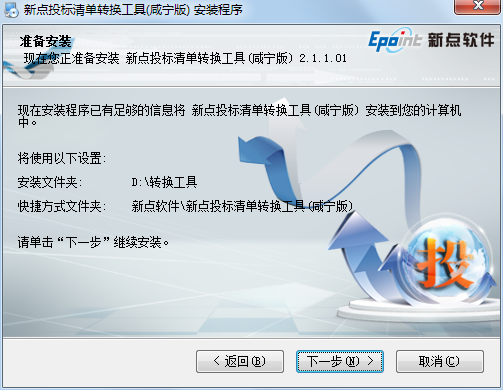 新点投标清单转换工具(咸宁版) 安装程序
准备安装
现在您正准备安装 新点投标清单转换工具(咸宁版) 2.1.1.01
Epoint 新点软件
现在安装程序已有足够的信息将 新点投标清单转换工具(咸宁版) 安装到您的计算机
中。
将使用以下设置:
安装文件夹: D:\转换工具
快捷方式文件夹: 新点软件\新点投标清单转换工具(咸宁版)
请单击“下一步”继续安装。
投
< 返回(B)
下一步(N) >
取消(C)